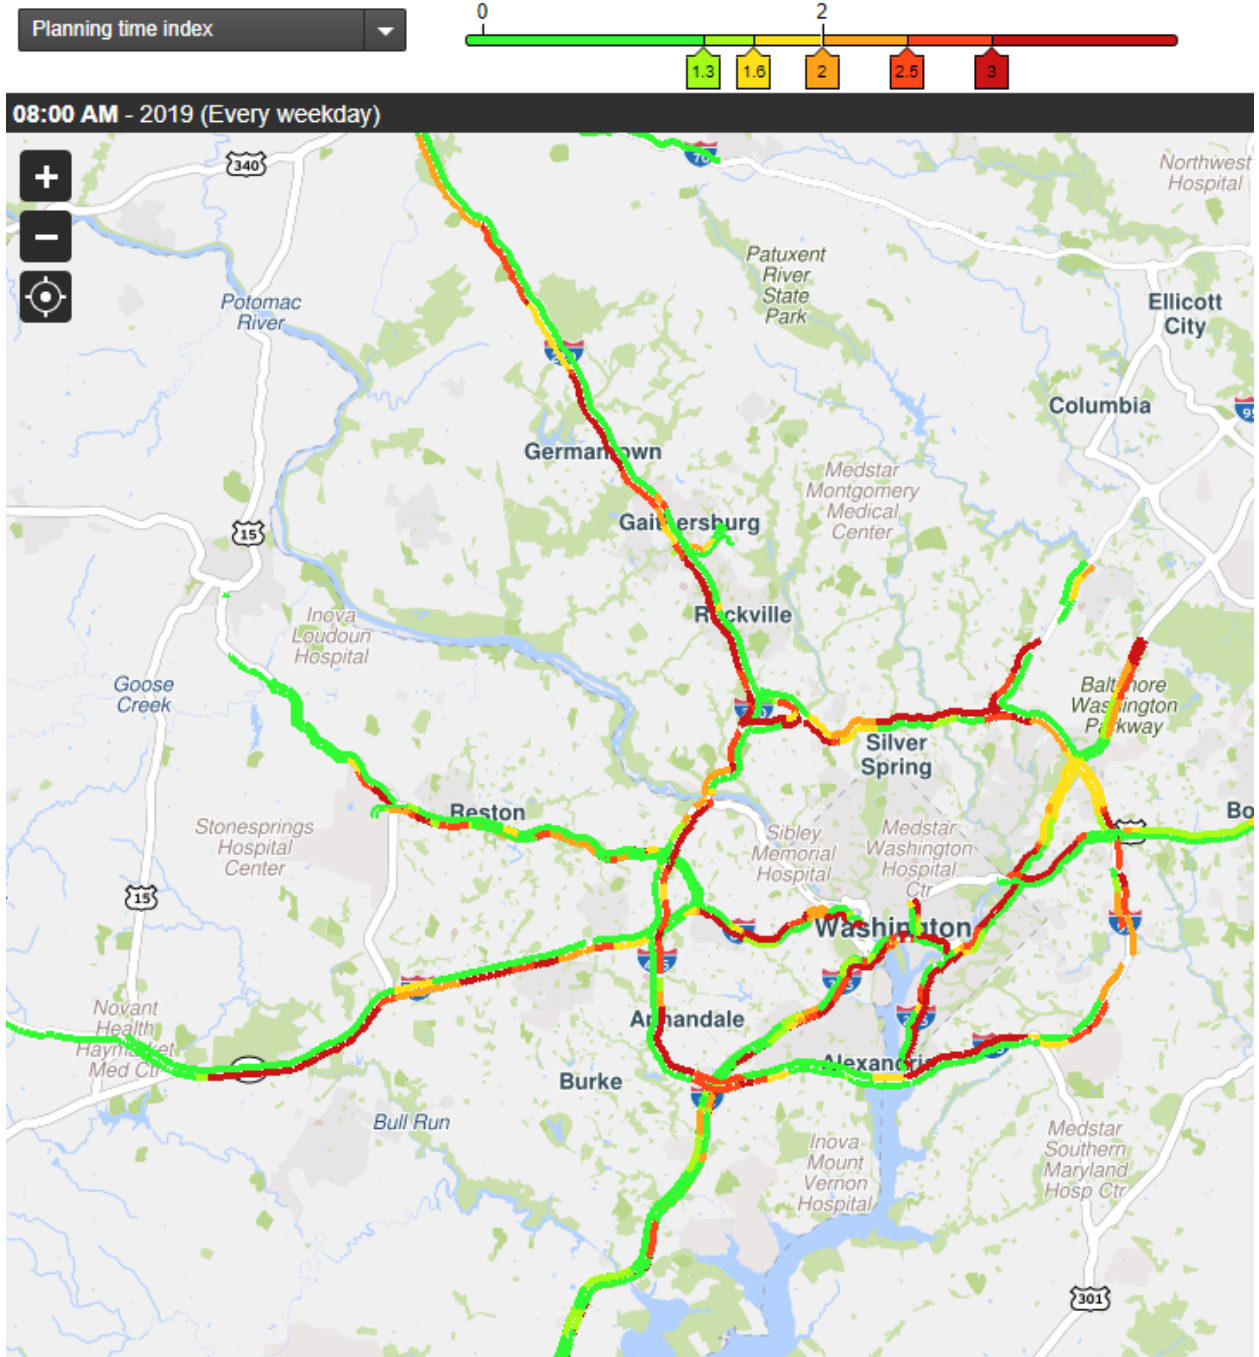 Planning time index
0
2
1.3
1.6
2
2.5
3
08:00 AM - 2019 (Every weekday)
+
−
340
70
Northwest
Hospital
Patuxent
River
State
Park
Potomac
River
Ellicott
City
Columbia
95
Germantown
Medstar
Montgomery
Medical
Center
Gaithersburg
15
Rockville
Inova
Loudoun
Hospital
Goose
Creek
Baltimore
Washington
Parkway
Silver
Spring
Reston
Stonesprings
Hospital
Center
Sibley
Memorial
Hospital
Medstar
Washington
Hospital
Ctr
Bo
15
Washington
Novant
Health
Haymarket
Med Ctr
Annandale
Alexandria
Burke
Bull Run
Inova
Mount
Vernon
Hospital
Medstar
Southern
Maryland
Hosp Ctr
301